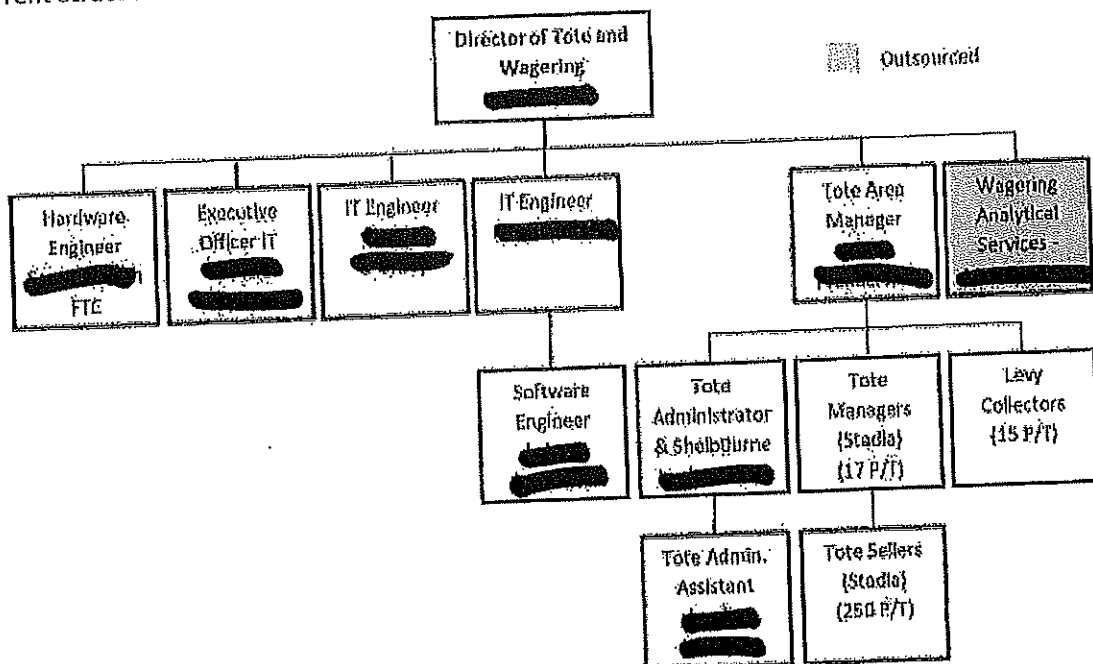 Director of Tote and
Wagering
Outsourced
Hardware
Engineer
FTE
Executive
Officer IT
IT Engineer
IT Engineer
Tote Area
Manager
Wagering
Analytical
Services -
Software
Engineer
Tote
Administrator
& Shelbourne
Tote
Managers
(Stadia)
(17 P/T)
Levy
Collectors
(15 P/T)
Tote Admin.
Assistant
Tote Sellers
(Stadia)
(250 P/T)